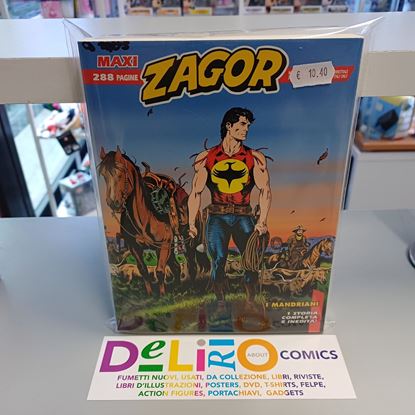 MAXI
288 PAGINE
ZAGOR
€ 10.40
I MANDRIANI
1 STORIA
COMPLETA
E INEDITA!
DeLiRiO
ABOUT
COMICS
FUMETTI NUOVI, USATI, DA COLLEZIONE, LIBRI, RIVISTE,
LIBRI D'ILLUSTRAZIONI, POSTERS, DVD, T-SHIRTS, FELPE,
ACTION FIGURES, PORTACHIAVI, GADGETS